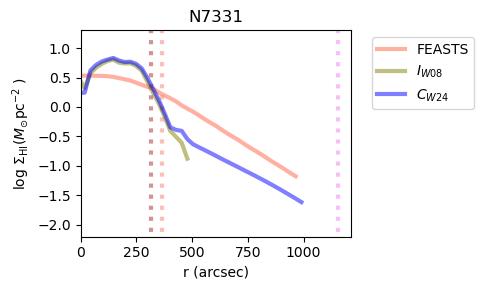 N7331
1.0
0.5
0.0
−0.5
−1.0
−1.5
−2.0
log Σ_HI(M_⊙pc⁻² )
0 250 500 750 1000
r (arcsec)
FEASTS
I_W08
C_W24